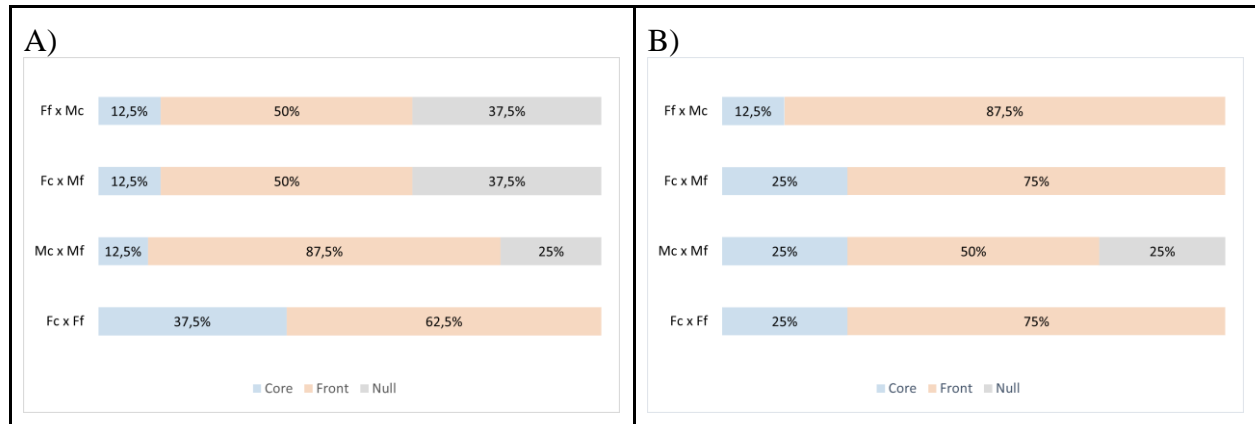 A)
Ff x Mc 12,5% 50% 37,5%
Fc x Mf 12,5% 50% 37,5%
Mc x Mf 12,5% 87,5% 25%
Fc x Ff 37,5% 62,5%
Core Front Null
B)
Ff x Mc 12,5% 87,5%
Fc x Mf 25% 75%
Mc x Mf 25% 50% 25%
Fc x Ff 25% 75%
Core Front Null